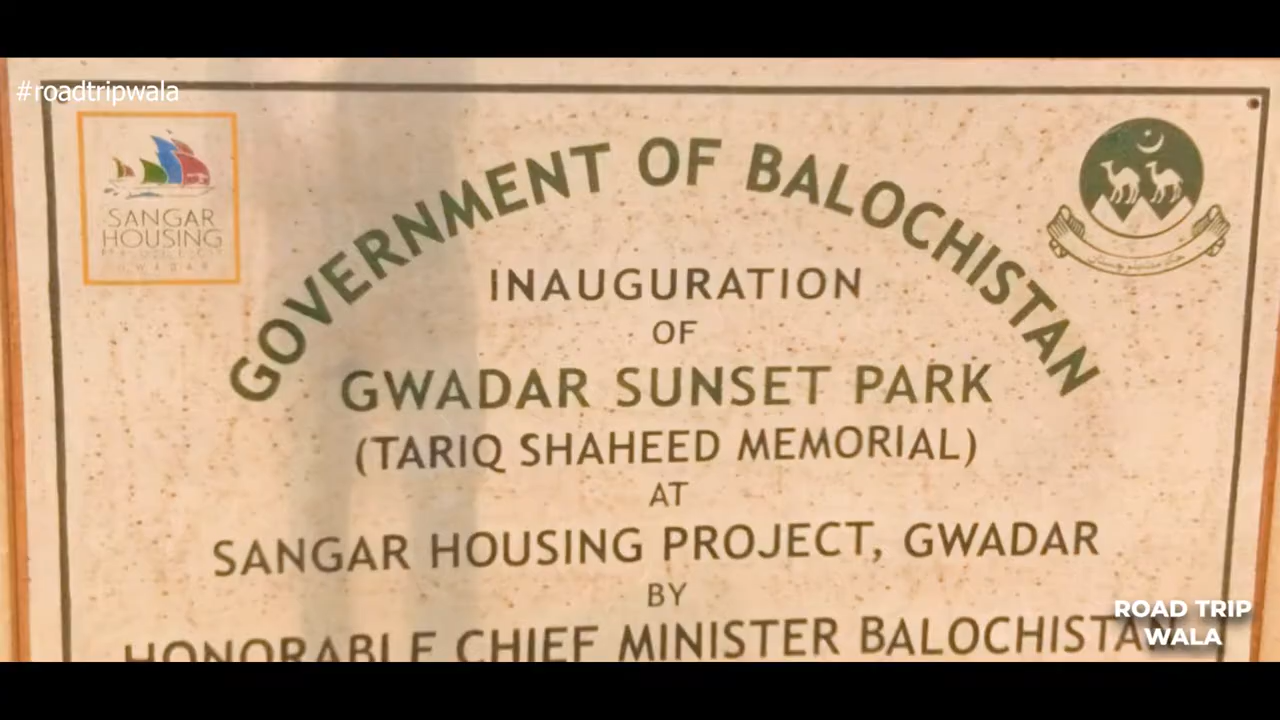 #roadtripwala
SANGAR
HOUSING
GWADAR
GOVERNMENT OF BALOCHISTAN
INAUGURATION
OF
GWADAR SUNSET PARK
(TARIQ SHAHEED MEMORIAL)
AT
SANGAR HOUSING PROJECT, GWADAR
BY
HONORABLE CHIEF MINISTER BALOCHISTAN
ROAD TRIP
WALA